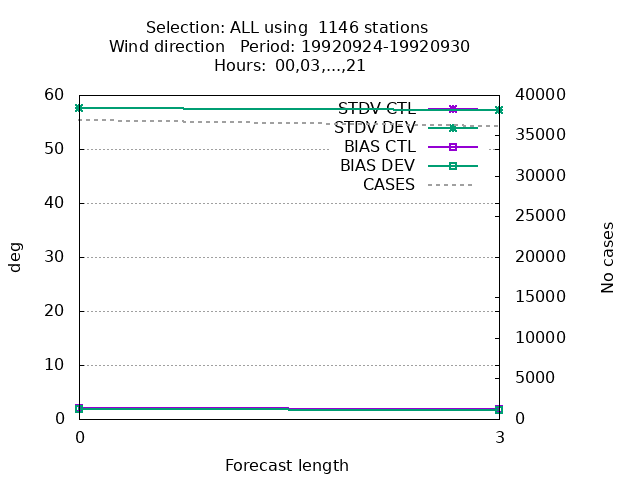 Selection: ALL using  1146 stations
Wind direction   Period: 19920924-19920930
Hours: 00,03,...,21
60
50
40
30
20
10
0
deg
40000
35000
30000
25000
20000
15000
10000
5000
0
No cases
STDV CTL
STDV DEV
BIAS CTL
BIAS DEV
CASES
0
3
Forecast length